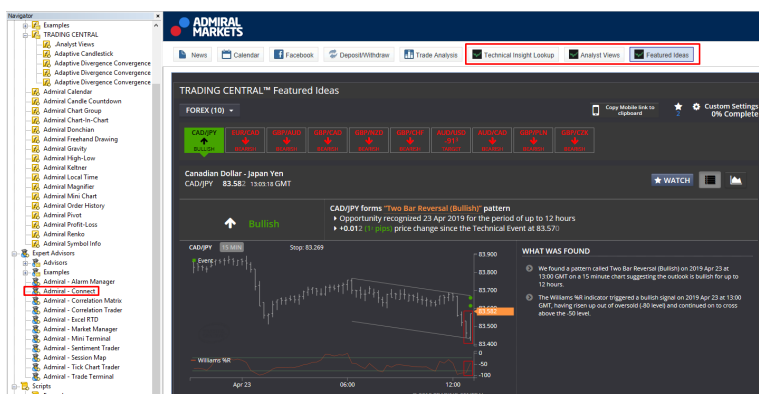 Navigator
Examples
TRADING CENTRAL
.Analyst Views
Adaptive Candlestick
Adaptive Divergence Convergence
Adaptive Divergence Convergence
Adaptive Divergence Convergence
Admiral Calendar
Admiral Candle Countdown
Admiral Chart Group
Admiral Chart-In-Chart
Admiral Donchian
Admiral Freehand Drawing
Admiral Gravity
Admiral High-Low
Admiral Keltner
Admiral Local Time
Admiral Magnifier
Admiral Mini Chart
Admiral Order History
Admiral Pivot
Admiral Profit-Loss
Admiral Renko
Admiral Symbol Info
Expert Advisors
Advisors
Examples
Admiral - Alarm Manager
Admiral - Connect
Admiral - Correlation Matrix
Admiral - Correlation Trader
Admiral - Excel RTD
Admiral - Market Manager
Admiral - Mini Terminal
Admiral - Sentiment Trader
Admiral - Session Map
Admiral - Tick Chart Trader
Admiral - Trade Terminal
Scripts
ADMIRAL
MARKETS
News Calendar Facebook Deposit/Withdraw Trade Analysis Technical Insight Lookup Analyst Views Featured Ideas
TRADING CENTRAL™ Featured Ideas
FOREX (10)
Copy Mobile link to clipboard
2
Custom Settings
0% Complete
CAD/JPY EUR/CAD GBP/AUD GBP/CAD GBP/NZD GBP/CHF AUD/USD AUD/CAD GBP/PLN GBP/CZK
BULLISH BEARISH BEARISH BEARISH BEARISH BEARISH TARGET BEARISH BEARISH BEARISH
Canadian Dollar - Japan Yen
CAD/JPY 83.582 13:03:18 GMT
WATCH
Bullish
CAD/JPY forms "Two Bar Reversal (Bullish)" pattern
Opportunity recognized 23 Apr 2019 for the period of up to 12 hours
+0.012 (1² pips) price change since the Technical Event at 83.570
CAD/JPY 15 MIN Stop: 83.269
Event
83.900
83.800
83.700
83.600
83.582
83.500
83.400
Williams %R
0
-50
-100
Apr 23 06:00 12:00
WHAT WAS FOUND
We found a pattern called Two Bar Reversal (Bullish) on 2019 Apr 23 at
13:00 GMT on a 15 minute chart suggesting the outlook is bullish for up to
12 hours.
The Williams %R indicator triggered a bullish signal on 2019 Apr 23 at 13:00
GMT, having risen up out of oversold (-80 level) and continued on to cross
above the -50 level.